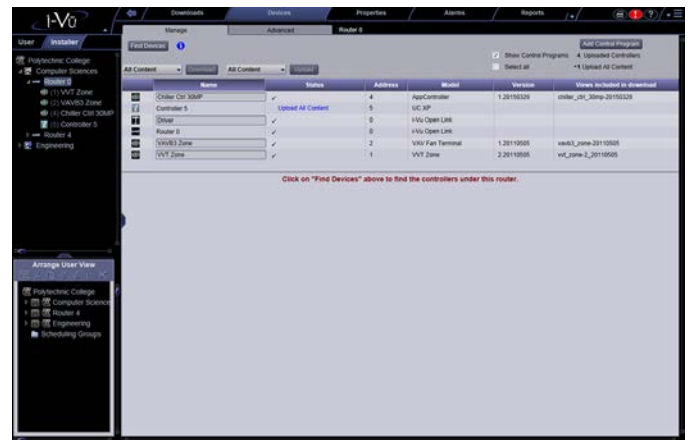 i-Vu
Downloads Devices Properties Alarms Reports
User Installer
Manage Advanced Router 0
Find Devices
Add Control Program
Show Control Programs 4 Uploaded Controllers
Select all *1 Upload All Content
All Content Download All Content Upload
Name Status Address Model Version Views included in download
Chiller Ctrl 30MP 4 AppController 1.20150326 chiller_ctrl_30mp-20150326
Controller 5 Upload All Content 5 UC XP
Driver 0 i-Vu Open Link
Router 0 0 i-Vu Open Link
VAVB3 Zone 2 VAV Fan Terminal 1.20110505 vavb3_zone-20110505
VVT Zone 1 VVT Zone 2.20110505 vvt_zone-2_20110505
Click on "Find Devices" above to find the controllers under this router.
Polytechnic College
Computer Sciences
Router 0
(1) VVT Zone
(2) VAVB3 Zone
(4) Chiller Ctrl 30MP
(5) Controller 5
Router 4
Engineering
Arrange User View
Polytechnic College
Computer Science
Router 4
Engineering
Scheduling Groups